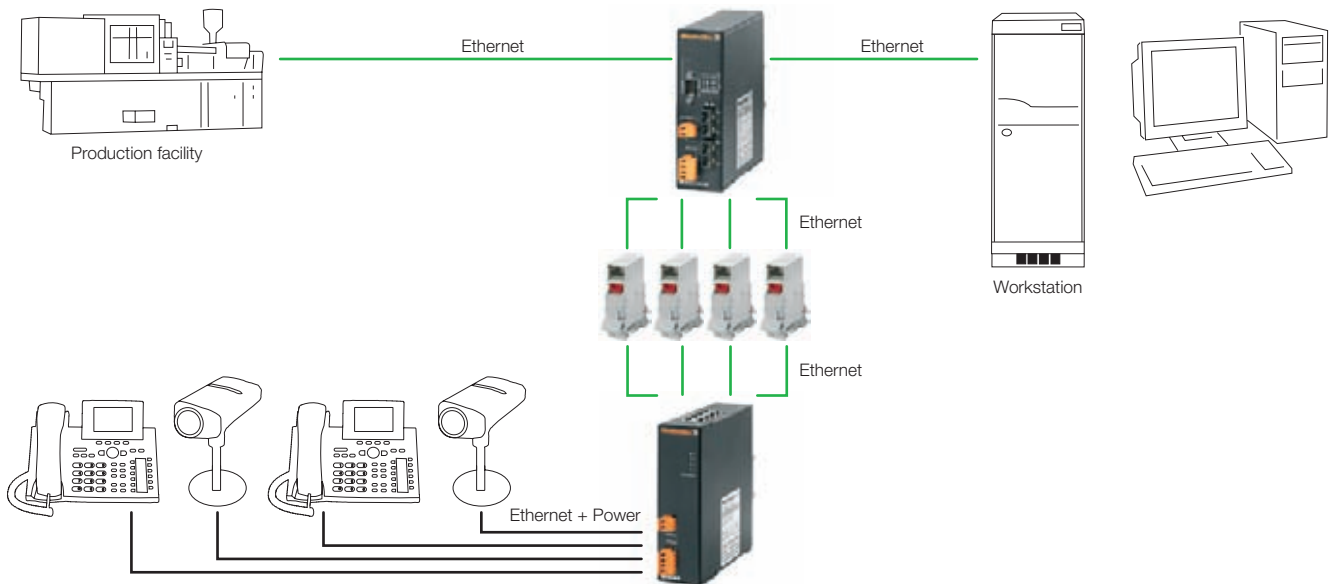 Ethernet
Ethernet
Production facility
Ethernet
Workstation
Ethernet
Ethernet + Power